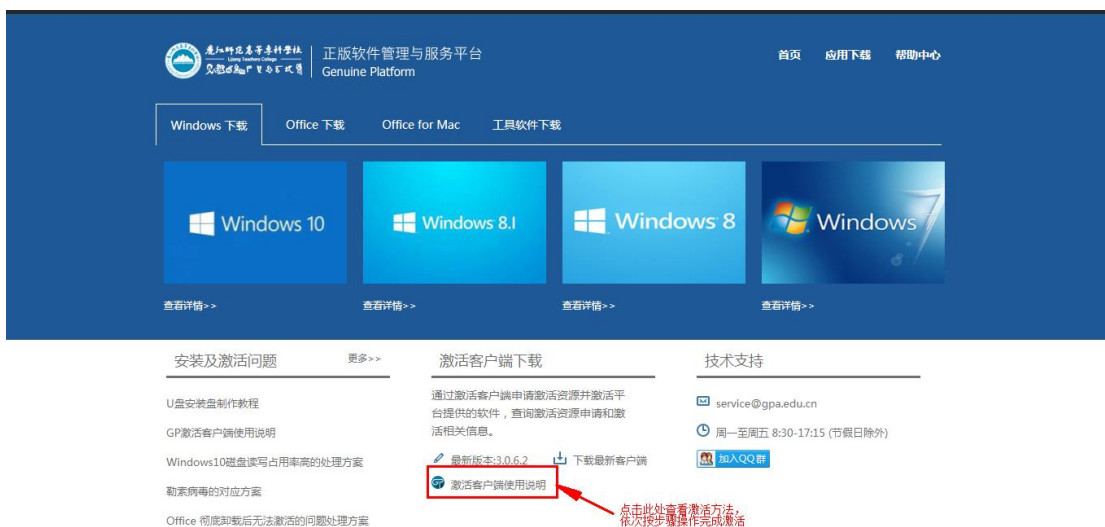 丽江师范高等专科学校
Lijiang Teachers College
正版软件管理与服务平台
Genuine Platform
首页 应用下载 帮助中心
Windows 下载 Office 下载 Office for Mac 工具软件下载
Windows 10
Windows 8.1
Windows 8
Windows 7
查看详情>> 查看详情>> 查看详情>> 查看详情>>
安装及激活问题 更多>>
U盘安装盘制作教程
GP激活客户端使用说明
Windows10磁盘读写占用率高的处理方案
勒索病毒的对应方案
Office 彻底卸载后无法激活的问题处理方案
激活客户端下载
通过激活客户端申请激活资源并激活平
台提供的软件，查询激活资源申请和激
活相关信息。
最新版本:3.0.6.2 下载最新客户端
激活客户端使用说明
点击此处查看激活方法，
依次按步骤操作完成激活
技术支持
service@gpa.edu.cn
周一至周五 8:30-17:15 (节假日除外)
加入QQ群